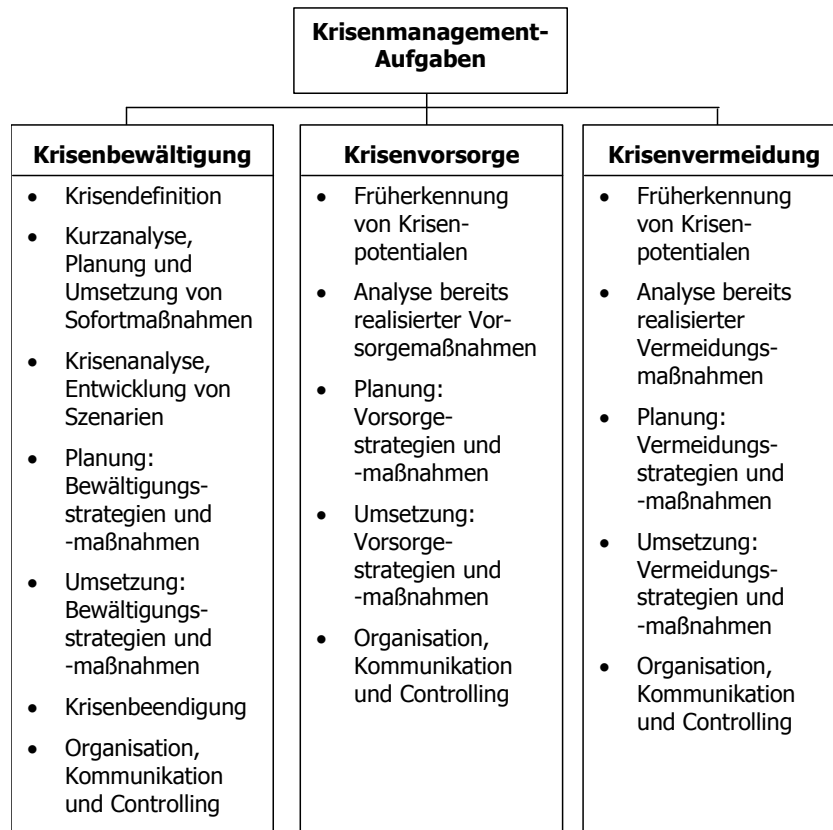 Krisenmanagement-
Aufgaben
Krisenbewältigung
• Krisendefinition
• Kurzanalyse,
Planung und
Umsetzung von
Sofortmaßnahmen
• Krisenanalyse,
Entwicklung von
Szenarien
• Planung:
Bewältigungs-
strategien und
-maßnahmen
• Umsetzung:
Bewältigungs-
strategien und
-maßnahmen
• Krisenbeendigung
• Organisation,
Kommunikation
und Controlling
Krisenvorsorge
• Früherkennung
von Krisen-
potentialen
• Analyse bereits
realisierter Vor-
sorgemaßnahmen
• Planung:
Vorsorge-
strategien und
-maßnahmen
• Umsetzung:
Vorsorge-
strategien und
-maßnahmen
• Organisation,
Kommunikation
und Controlling
Krisenvermeidung
• Früherkennung
von Krisen-
potentialen
• Analyse bereits
realisierter
Vermeidungs-
maßnahmen
• Planung:
Vermeidungs-
strategien und
-maßnahmen
• Umsetzung:
Vermeidungs-
strategien und
-maßnahmen
• Organisation,
Kommunikation
und Controlling